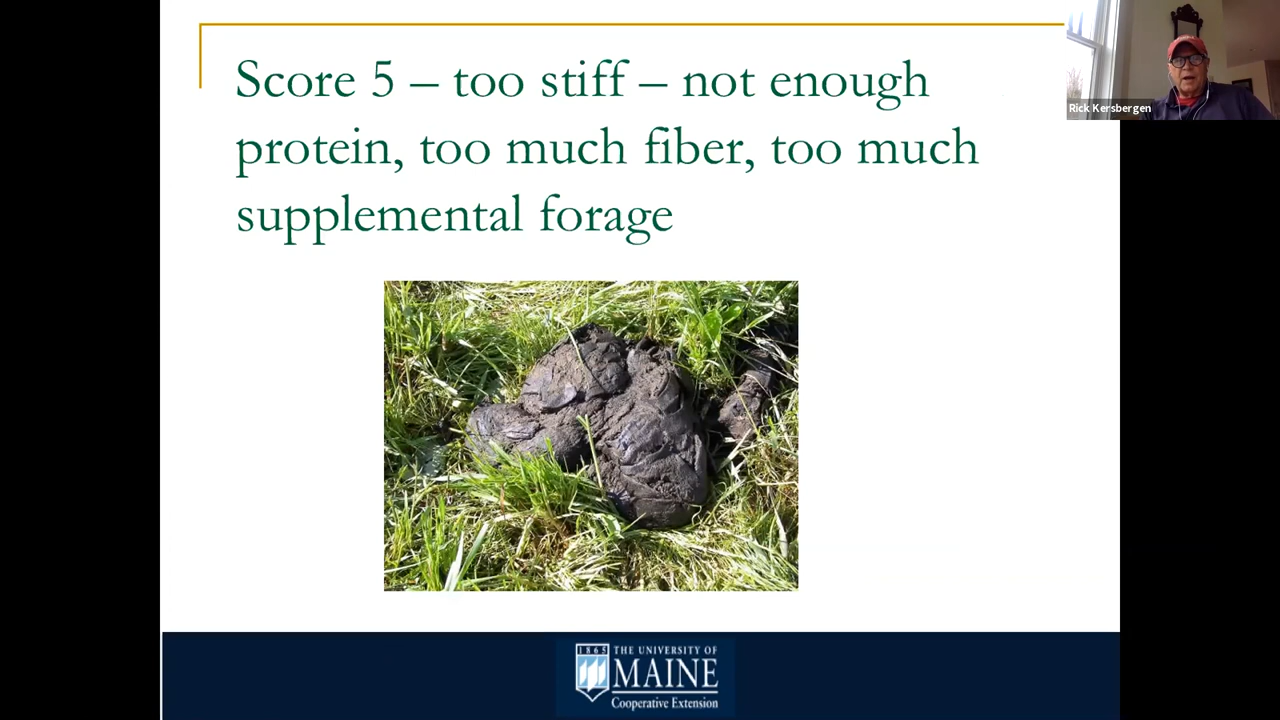 Score 5 – too stiff – not enough
protein, too much fiber, too much
supplemental forage
Rick Kersbergen
1865
THE UNIVERSITY OF
MAINE
Cooperative Extension